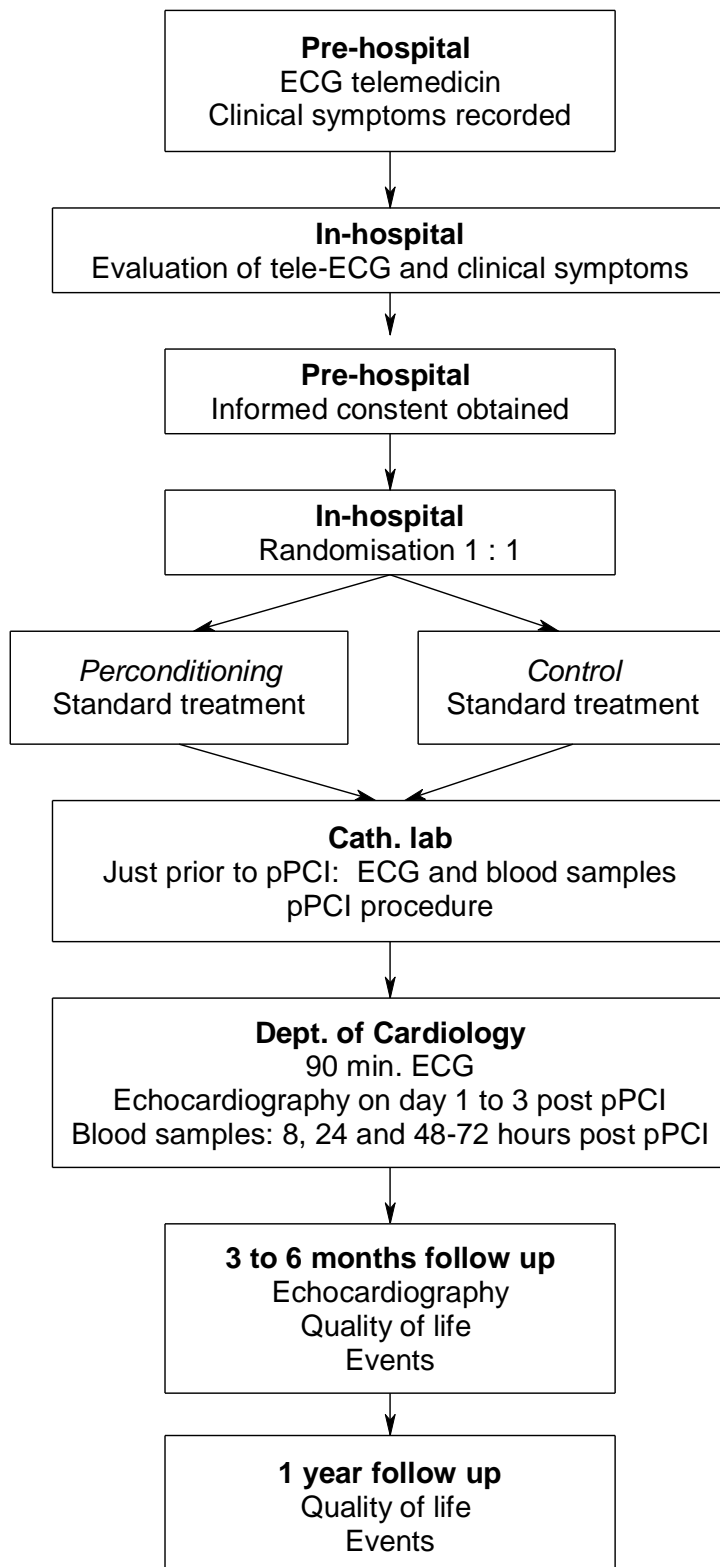 Pre-hospital
ECG telemedicin
Clinical symptoms recorded
In-hospital
Evaluation of tele-ECG and clinical symptoms
Pre-hospital
Informed constent obtained
In-hospital
Randomisation 1 : 1
Perconditioning
Standard treatment
Control
Standard treatment
Cath. lab
Just prior to pPCI: ECG and blood samples
pPCI procedure
Dept. of Cardiology
90 min. ECG
Echocardiography on day 1 to 3 post pPCI
Blood samples: 8, 24 and 48-72 hours post pPCI
3 to 6 months follow up
Echocardiography
Quality of life
Events
1 year follow up
Quality of life
Events